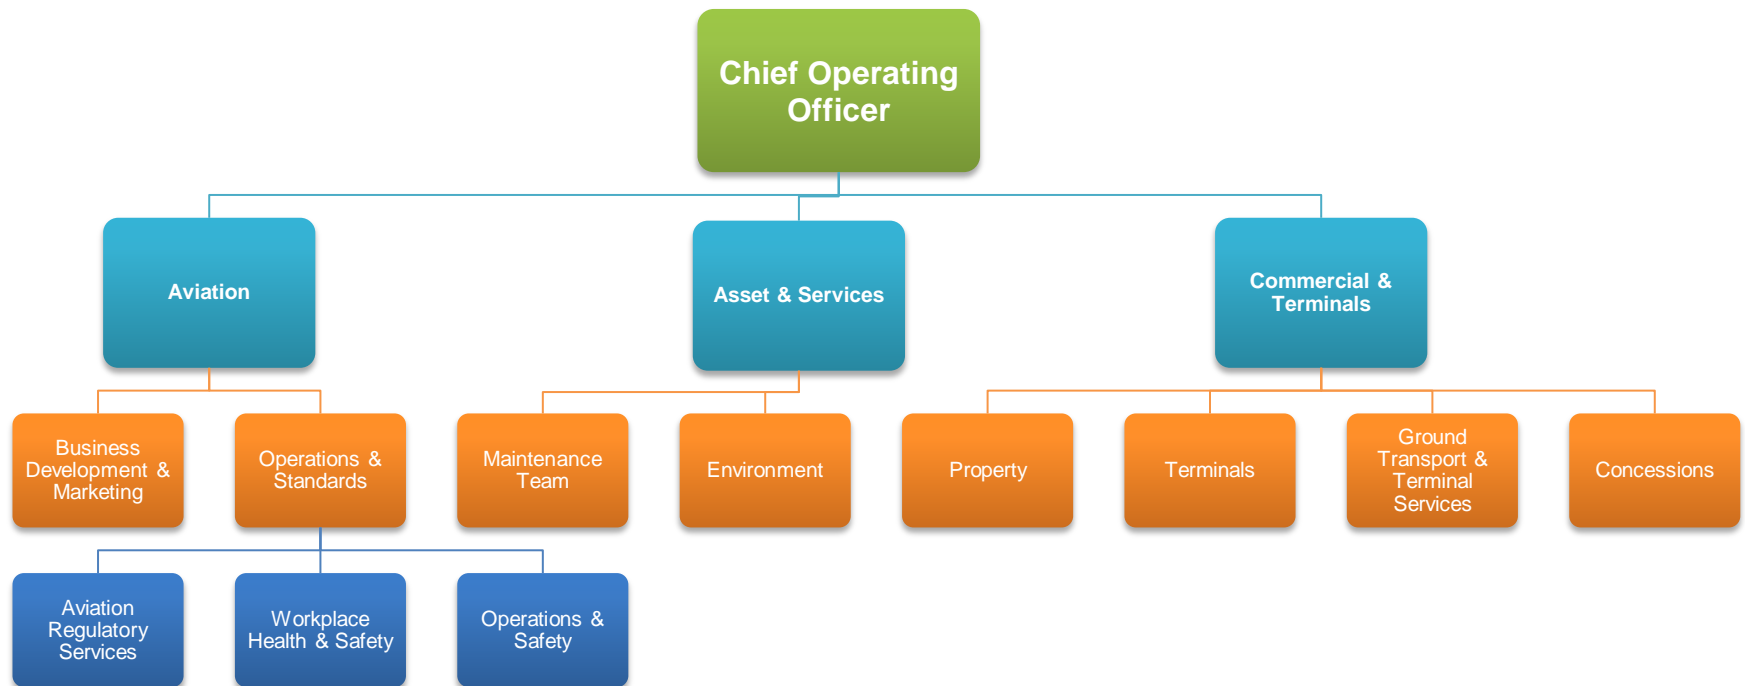 Chief Operating
Officer
Aviation
Asset & Services
Commercial &
Terminals
Business
Development &
Marketing
Operations &
Standards
Maintenance
Team
Environment
Property
Terminals
Ground
Transport &
Terminal
Services
Concessions
Aviation
Regulatory
Services
Workplace
Health & Safety
Operations &
Safety